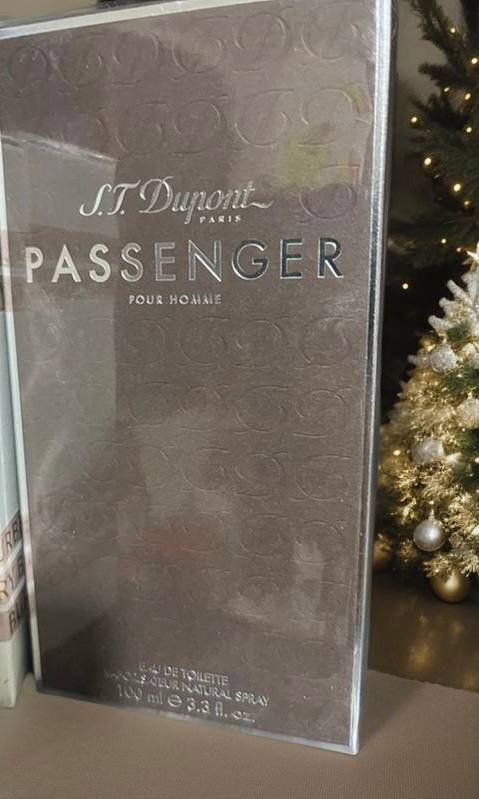 S.T. Dupont
PARIS
PASSENGER
POUR HOMME
EAU DE TOILETTE
VAPORISATEUR NATURAL SPRAY
100 ml ℮ 3.3 fl. oz.